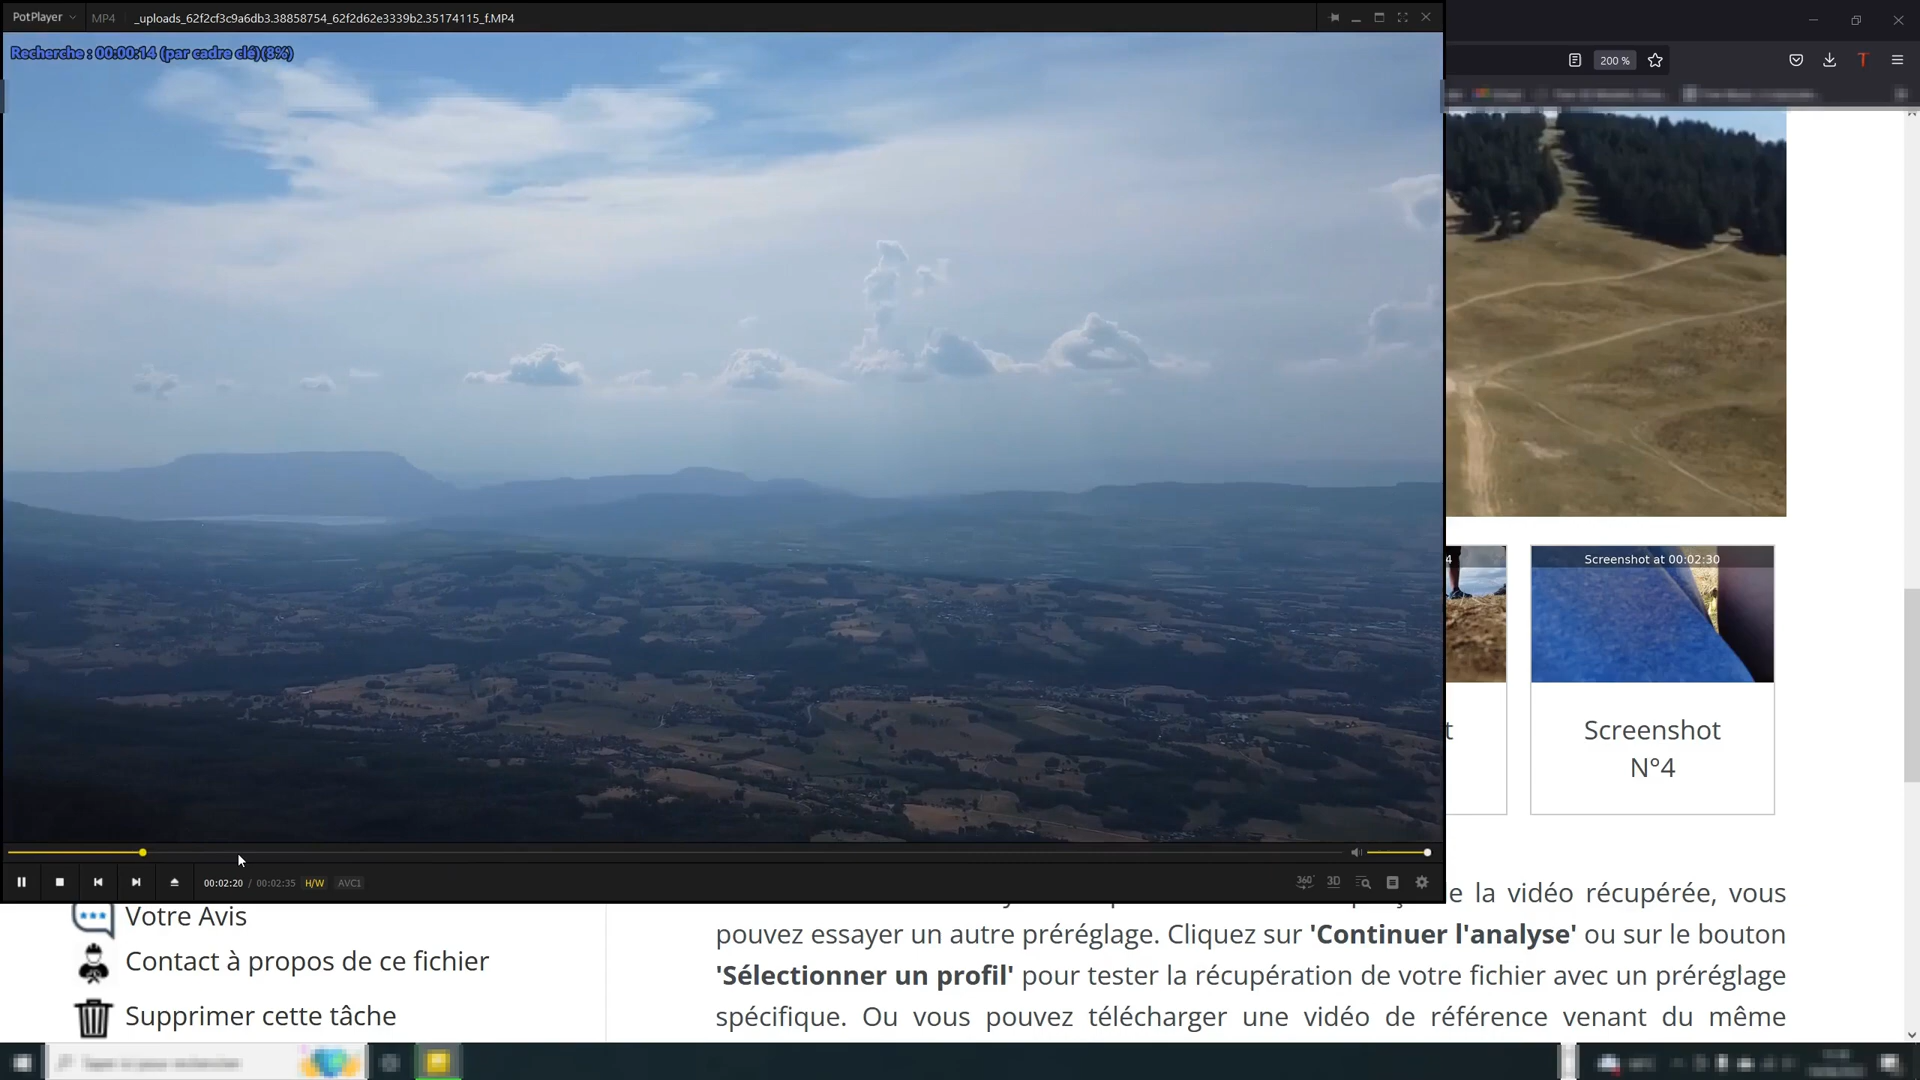 PotPlayer
MP4
_uploads_62f2cf3c9a6db3.38858754_62f2d62e3339b2.35174115_f.MP4
Recherche : 00:00:14 (par cadre clé)(8%)
200 %
4
Screenshot at 00:02:30
t
Screenshot
N°4
00:02:20 / 00:02:35 H/W AVC1
360°
3D
e la vidéo récupérée, vous
pouvez essayer un autre préréglage. Cliquez sur 'Continuer l'analyse' ou sur le bouton
'Sélectionner un profil' pour tester la récupération de votre fichier avec un préréglage
spécifique. Ou vous pouvez télécharger une vidéo de référence venant du même
Votre Avis
Contact à propos de ce fichier
Supprimer cette tâche